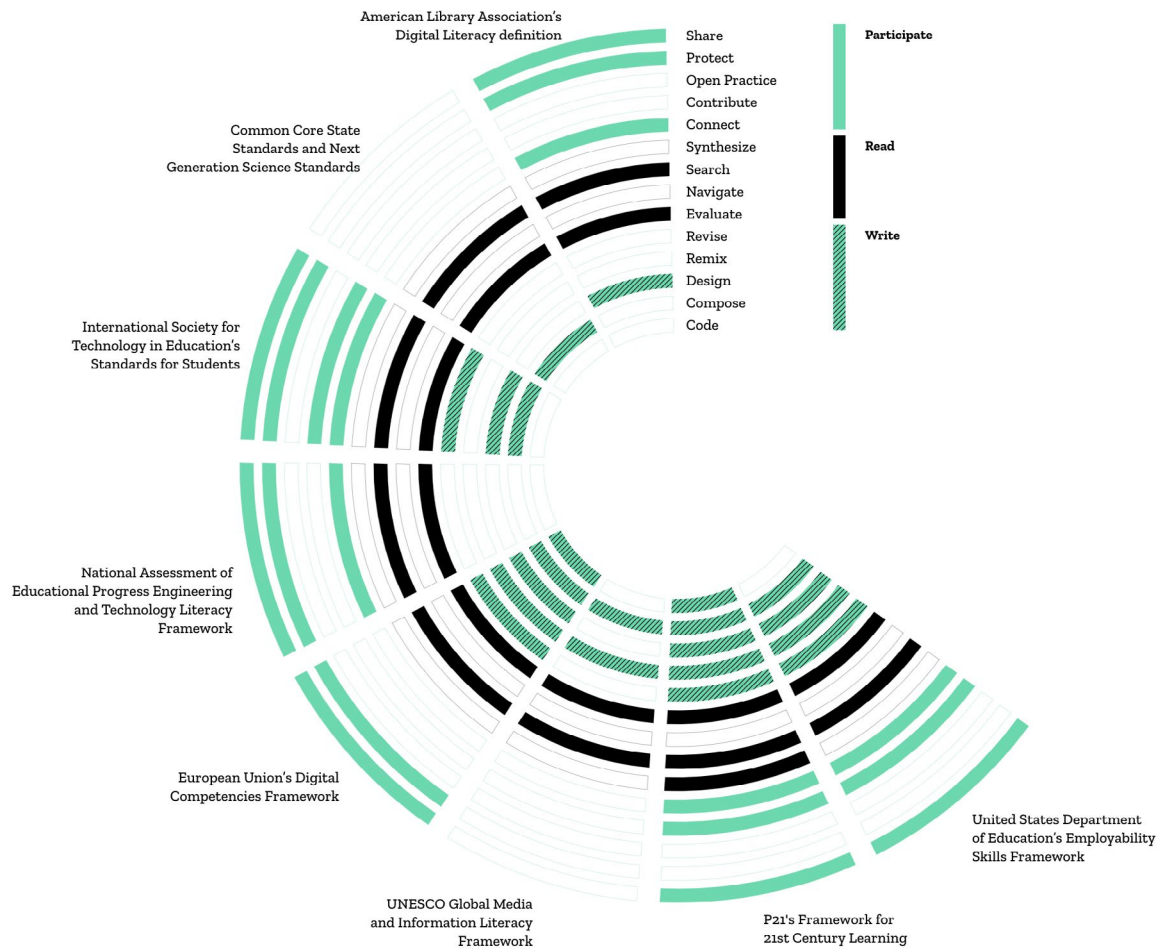 American Library Association's
Digital Literacy definition
Share
Protect
Open Practice
Contribute
Connect
Synthesize
Search
Navigate
Evaluate
Revise
Remix
Design
Compose
Code
Participate
Read
Write
Common Core State
Standards and Next
Generation Science Standards
International Society for
Technology in Education's
Standards for Students
National Assessment of
Educational Progress Engineering
and Technology Literacy
Framework
European Union's Digital
Competencies Framework
UNESCO Global Media
and Information Literacy
Framework
P21's Framework for
21st Century Learning
United States Department
of Education's Employability
Skills Framework